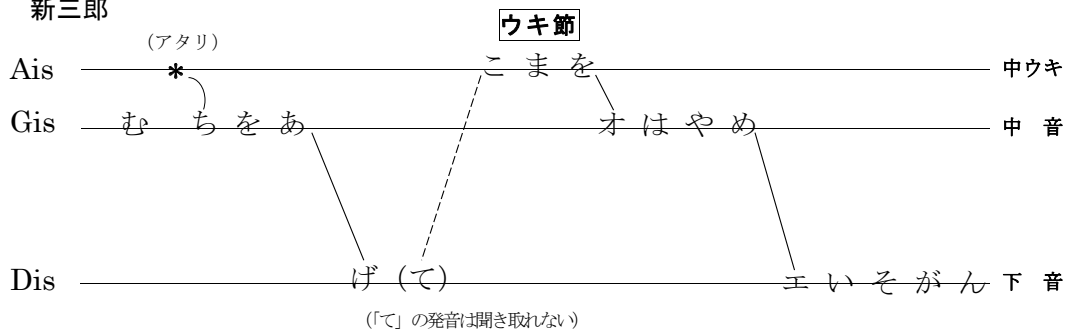 新三郎
ウキ節
（アタリ）
Ais * こ ま を 中ウキ
Gis む ち を あ オ は や め 中 音
Dis げ（て） エ い そ が ん 下 音
（「て」の発音は聞き取れない）